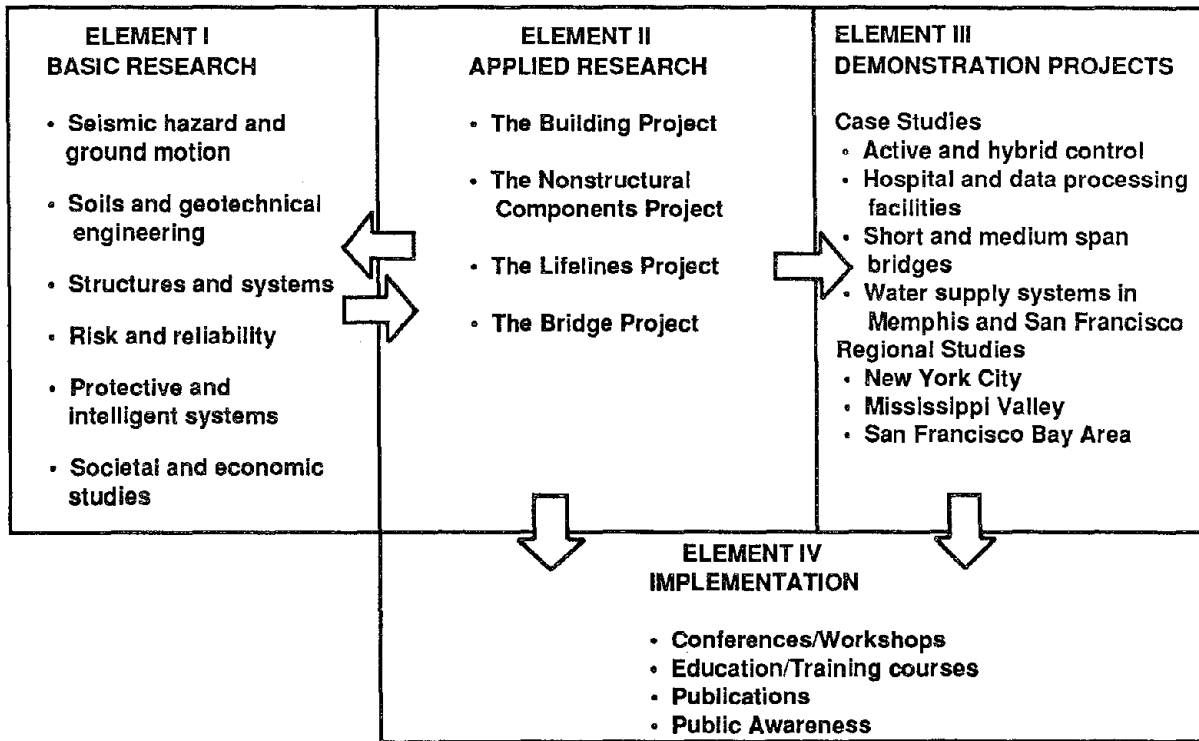 ELEMENT I
BASIC RESEARCH
• Seismic hazard and
ground motion
• Soils and geotechnical
engineering
• Structures and systems
• Risk and reliability
• Protective and
intelligent systems
• Societal and economic
studies
ELEMENT II
APPLIED RESEARCH
• The Building Project
• The Nonstructural
Components Project
• The Lifelines Project
• The Bridge Project
ELEMENT III
DEMONSTRATION PROJECTS
Case Studies
• Active and hybrid control
• Hospital and data processing
facilities
• Short and medium span
bridges
• Water supply systems in
Memphis and San Francisco
Regional Studies
• New York City
• Mississippi Valley
• San Francisco Bay Area
ELEMENT IV
IMPLEMENTATION
• Conferences/Workshops
• Education/Training courses
• Publications
• Public Awareness